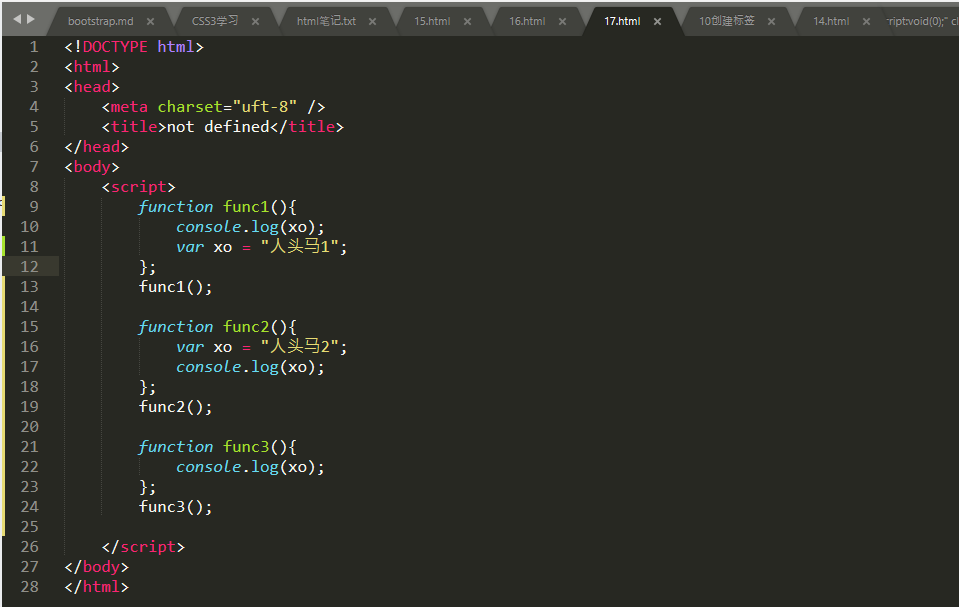 bootstrap.md × CSS3学习 × html笔记.txt × 15.html × 16.html × 17.html × 10创建标签 × 14.html × ript:void(0);" cl
1 <!DOCTYPE html>
2 <html>
3 <head>
4 <meta charset="uft-8" />
5 <title>not defined</title>
6 </head>
7 <body>
8 <script>
9 function func1(){
10 console.log(xo);
11 var xo = "人头马1";
12 };
13 func1();
14
15 function func2(){
16 var xo = "人头马2";
17 console.log(xo);
18 };
19 func2();
20
21 function func3(){
22 console.log(xo);
23 };
24 func3();
25
26 </script>
27 </body>
28 </html>